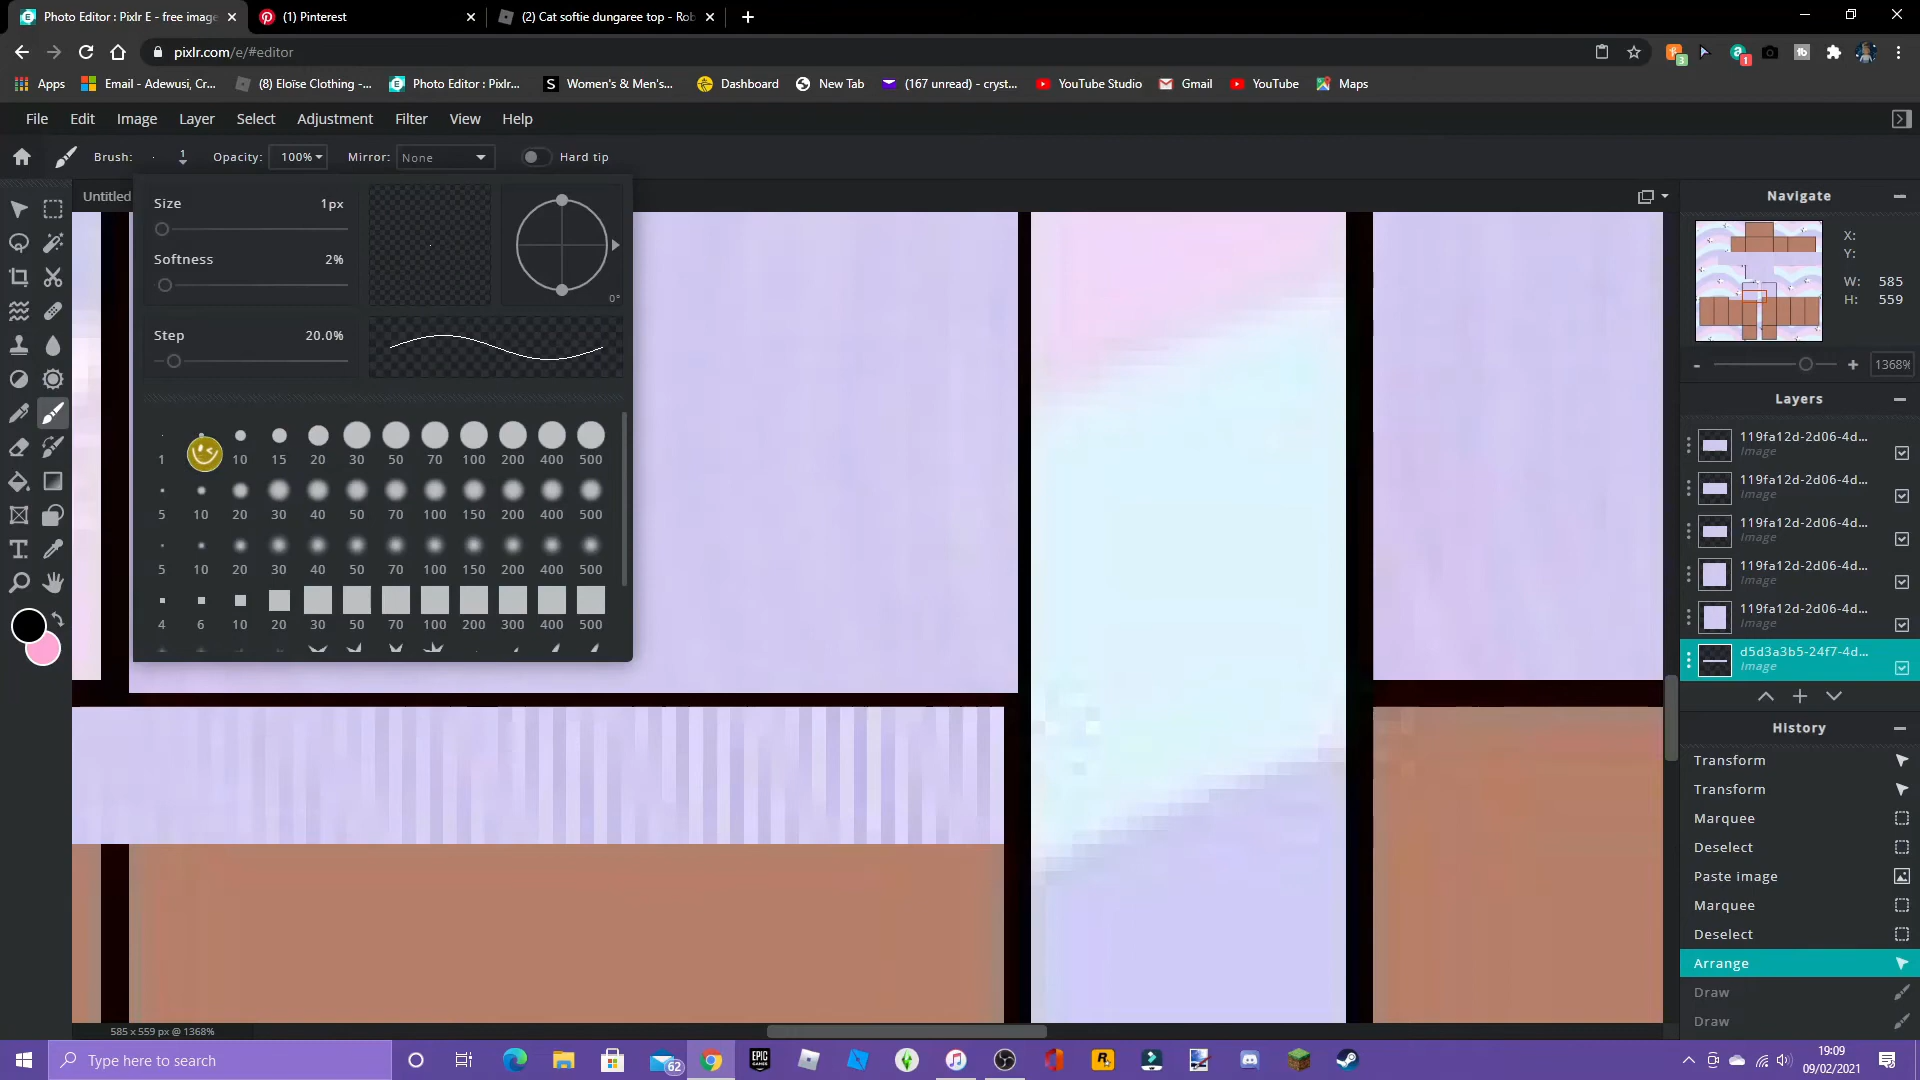 Photo Editor : Pixlr E - free image
(1) Pinterest
(2) Cat softie dungaree top - Rob
pixlr.com/e/#editor
3
1
Apps
Email - Adewusi, Cr...
(8) Eloïse Clothing -...
Photo Editor : Pixlr...
Women's & Men's...
Dashboard
New Tab
(167 unread) - cryst...
YouTube Studio
Gmail
YouTube
Maps
File Edit Image Layer Select Adjustment Filter View Help
Brush: 1 Opacity: 100% Mirror: None Hard tip
Untitled
Size 1px
Softness 2%
0°
Step 20.0%
1 10 15 20 30 50 70 100 200 400 500
5 10 20 30 40 50 70 100 150 200 400 500
5 10 20 30 40 50 70 100 150 200 400 500
4 6 10 20 30 50 70 100 200 300 400 500
Navigate
X:
Y:
W: 585
H: 559
1368%
Layers
119fa12d-2d06-4d...
Image
119fa12d-2d06-4d...
Image
119fa12d-2d06-4d...
Image
119fa12d-2d06-4d...
Image
119fa12d-2d06-4d...
Image
d5d3a3b5-24f7-4d...
Image
History
Transform
Transform
Marquee
Deselect
Paste image
Marquee
Deselect
Arrange
Draw
Draw
585 x 559 px @ 1368%
Type here to search
62
EPIC GAMES
19:09
09/02/2021